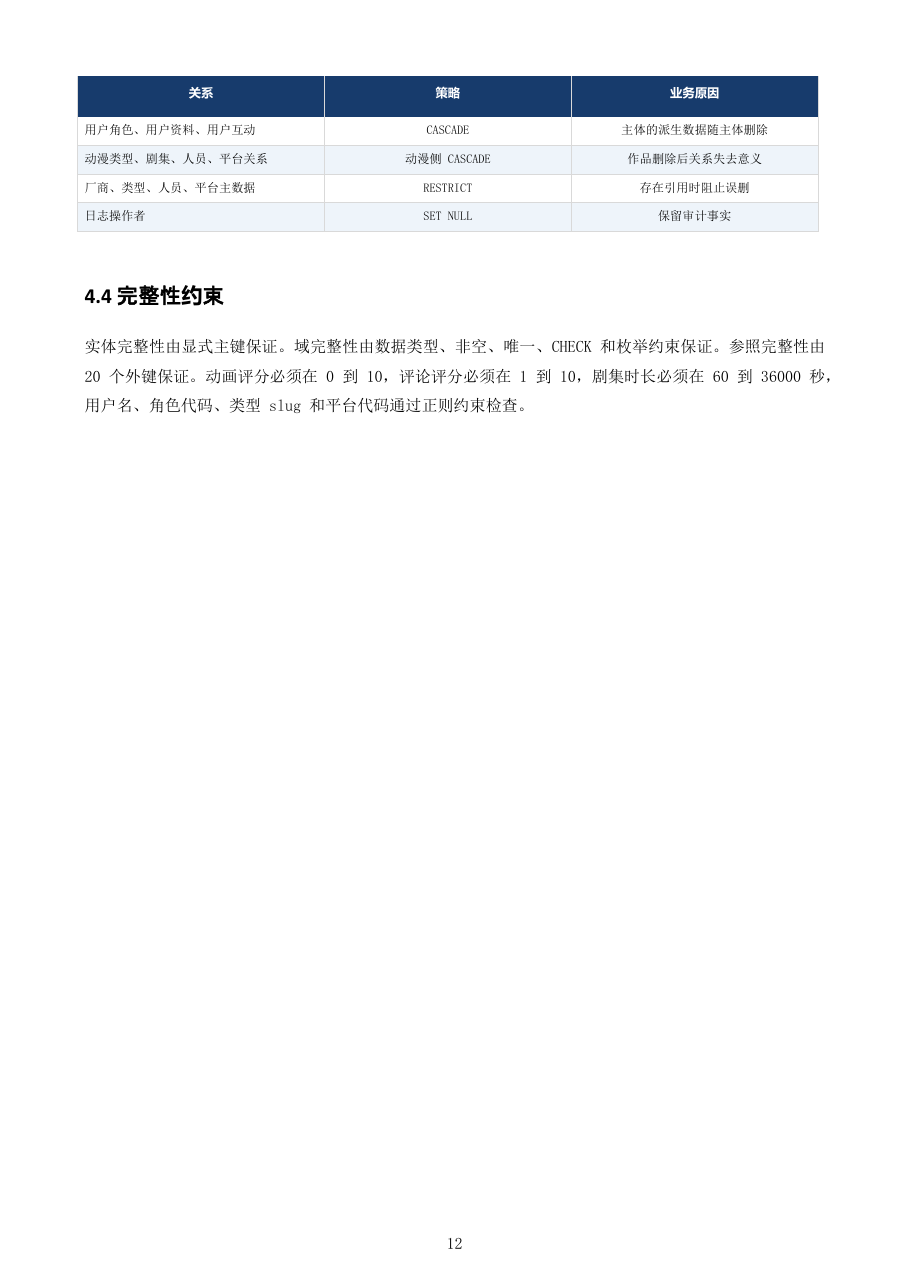 关系 策略 业务原因
用户角色、用户资料、用户互动 CASCADE 主体的派生数据随主体删除
动漫类型、剧集、人员、平台关系 动漫侧 CASCADE 作品删除后关系失去意义
厂商、类型、人员、平台主数据 RESTRICT 存在引用时阻止误删
日志操作者 SET NULL 保留审计事实
4.4 完整性约束
实体完整性由显式主键保证。域完整性由数据类型、非空、唯一、CHECK 和枚举约束保证。参照完整性由
20 个外键保证。动画评分必须在 0 到 10，评论评分必须在 1 到 10，剧集时长必须在 60 到 36000 秒，
用户名、角色代码、类型 slug 和平台代码通过正则约束检查。
12